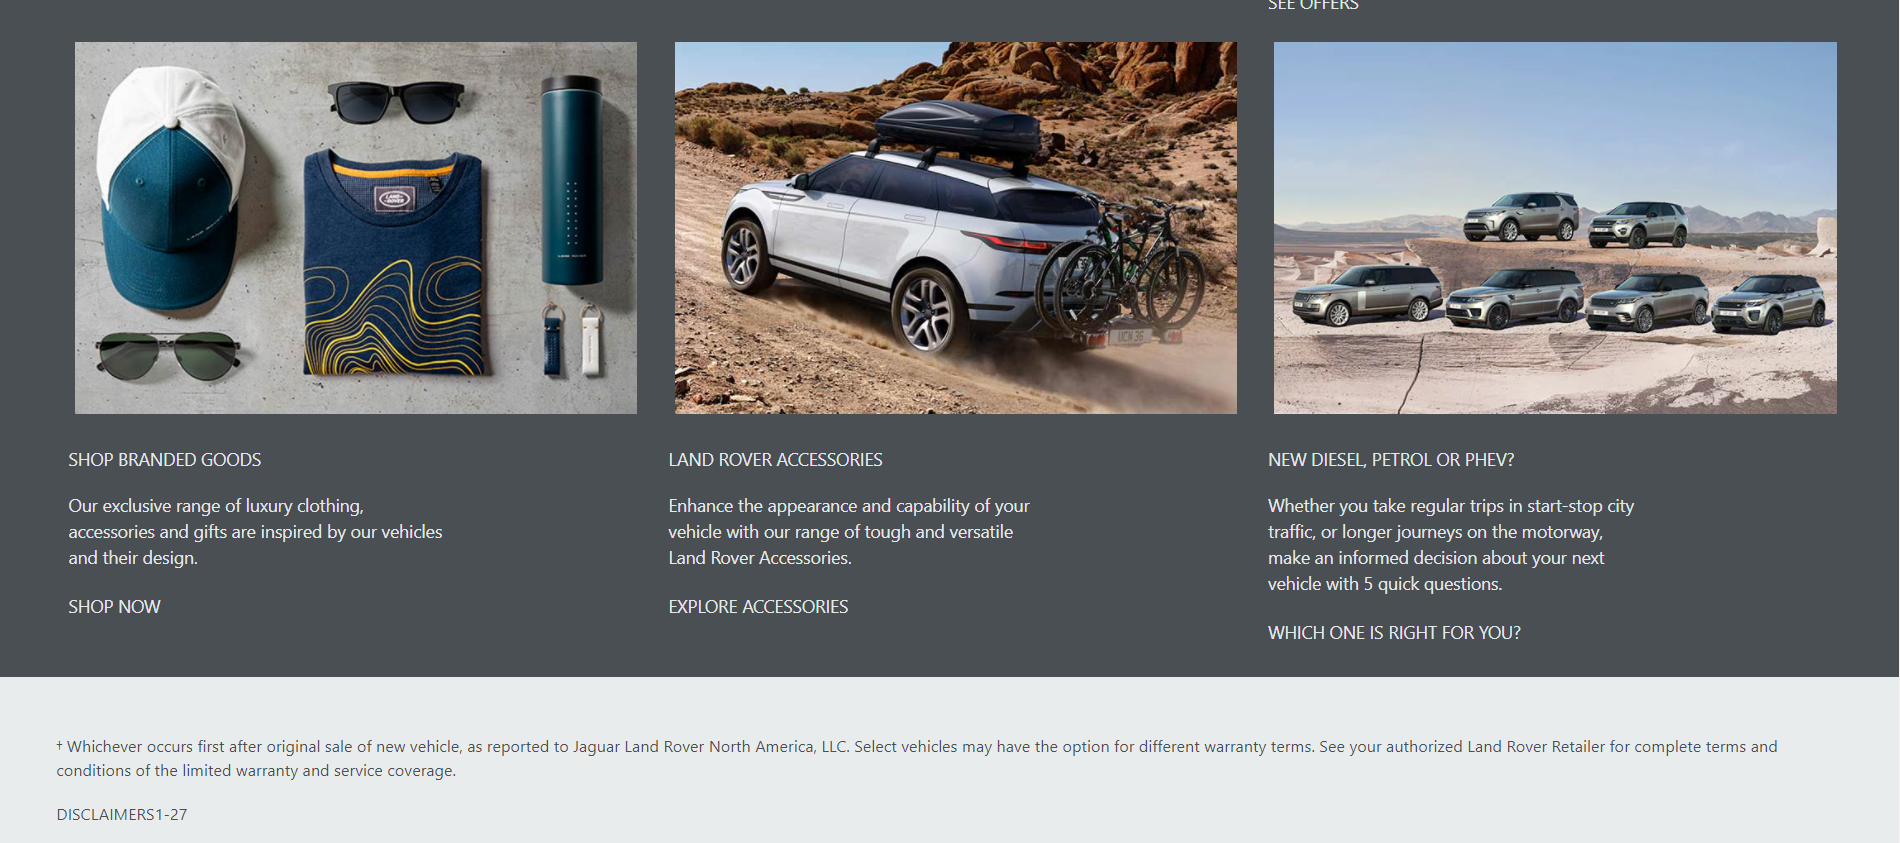 SEE OFFERS
LAND ROVER
UCN 36
SHOP BRANDED GOODS
Our exclusive range of luxury clothing,
accessories and gifts are inspired by our vehicles
and their design.
SHOP NOW
LAND ROVER ACCESSORIES
Enhance the appearance and capability of your
vehicle with our range of tough and versatile
Land Rover Accessories.
EXPLORE ACCESSORIES
NEW DIESEL, PETROL OR PHEV?
Whether you take regular trips in start-stop city
traffic, or longer journeys on the motorway,
make an informed decision about your next
vehicle with 5 quick questions.
WHICH ONE IS RIGHT FOR YOU?
† Whichever occurs first after original sale of new vehicle, as reported to Jaguar Land Rover North America, LLC. Select vehicles may have the option for different warranty terms. See your authorized Land Rover Retailer for complete terms and
conditions of the limited warranty and service coverage.
DISCLAIMERS1-27